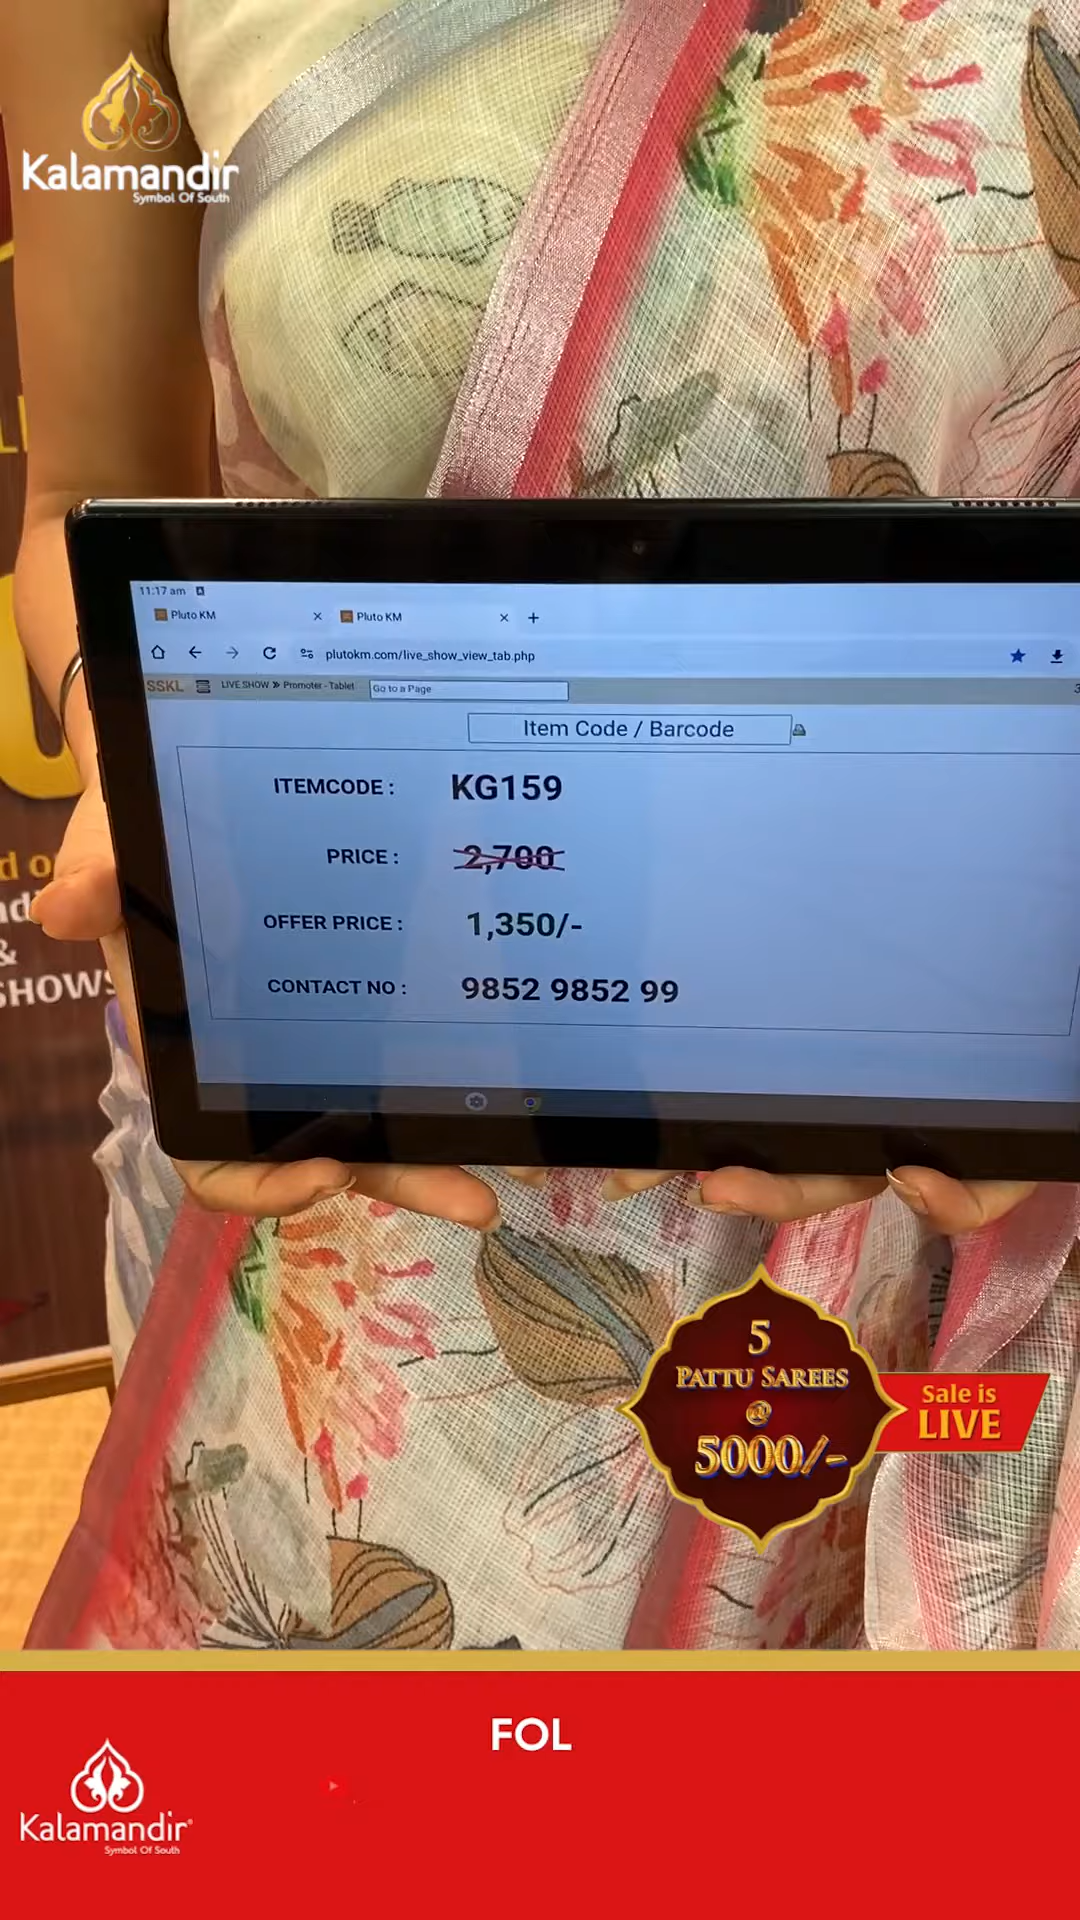 Kalamandir
Symbol Of South
11:17 am
Pluto KM
Pluto KM
plutokm.com/live_show_view_tab.php
SSKL
LIVE SHOW » Promoter - Tablet
Go to a Page
Item Code / Barcode
ITEMCODE : KG159
PRICE : 2,700
OFFER PRICE : 1,350/-
CONTACT NO : 9852 9852 99
&
SHOWS
5
PATTU SAREES
@
5000/-
Sale is
LIVE
FOL
Kalamandir
Symbol Of South